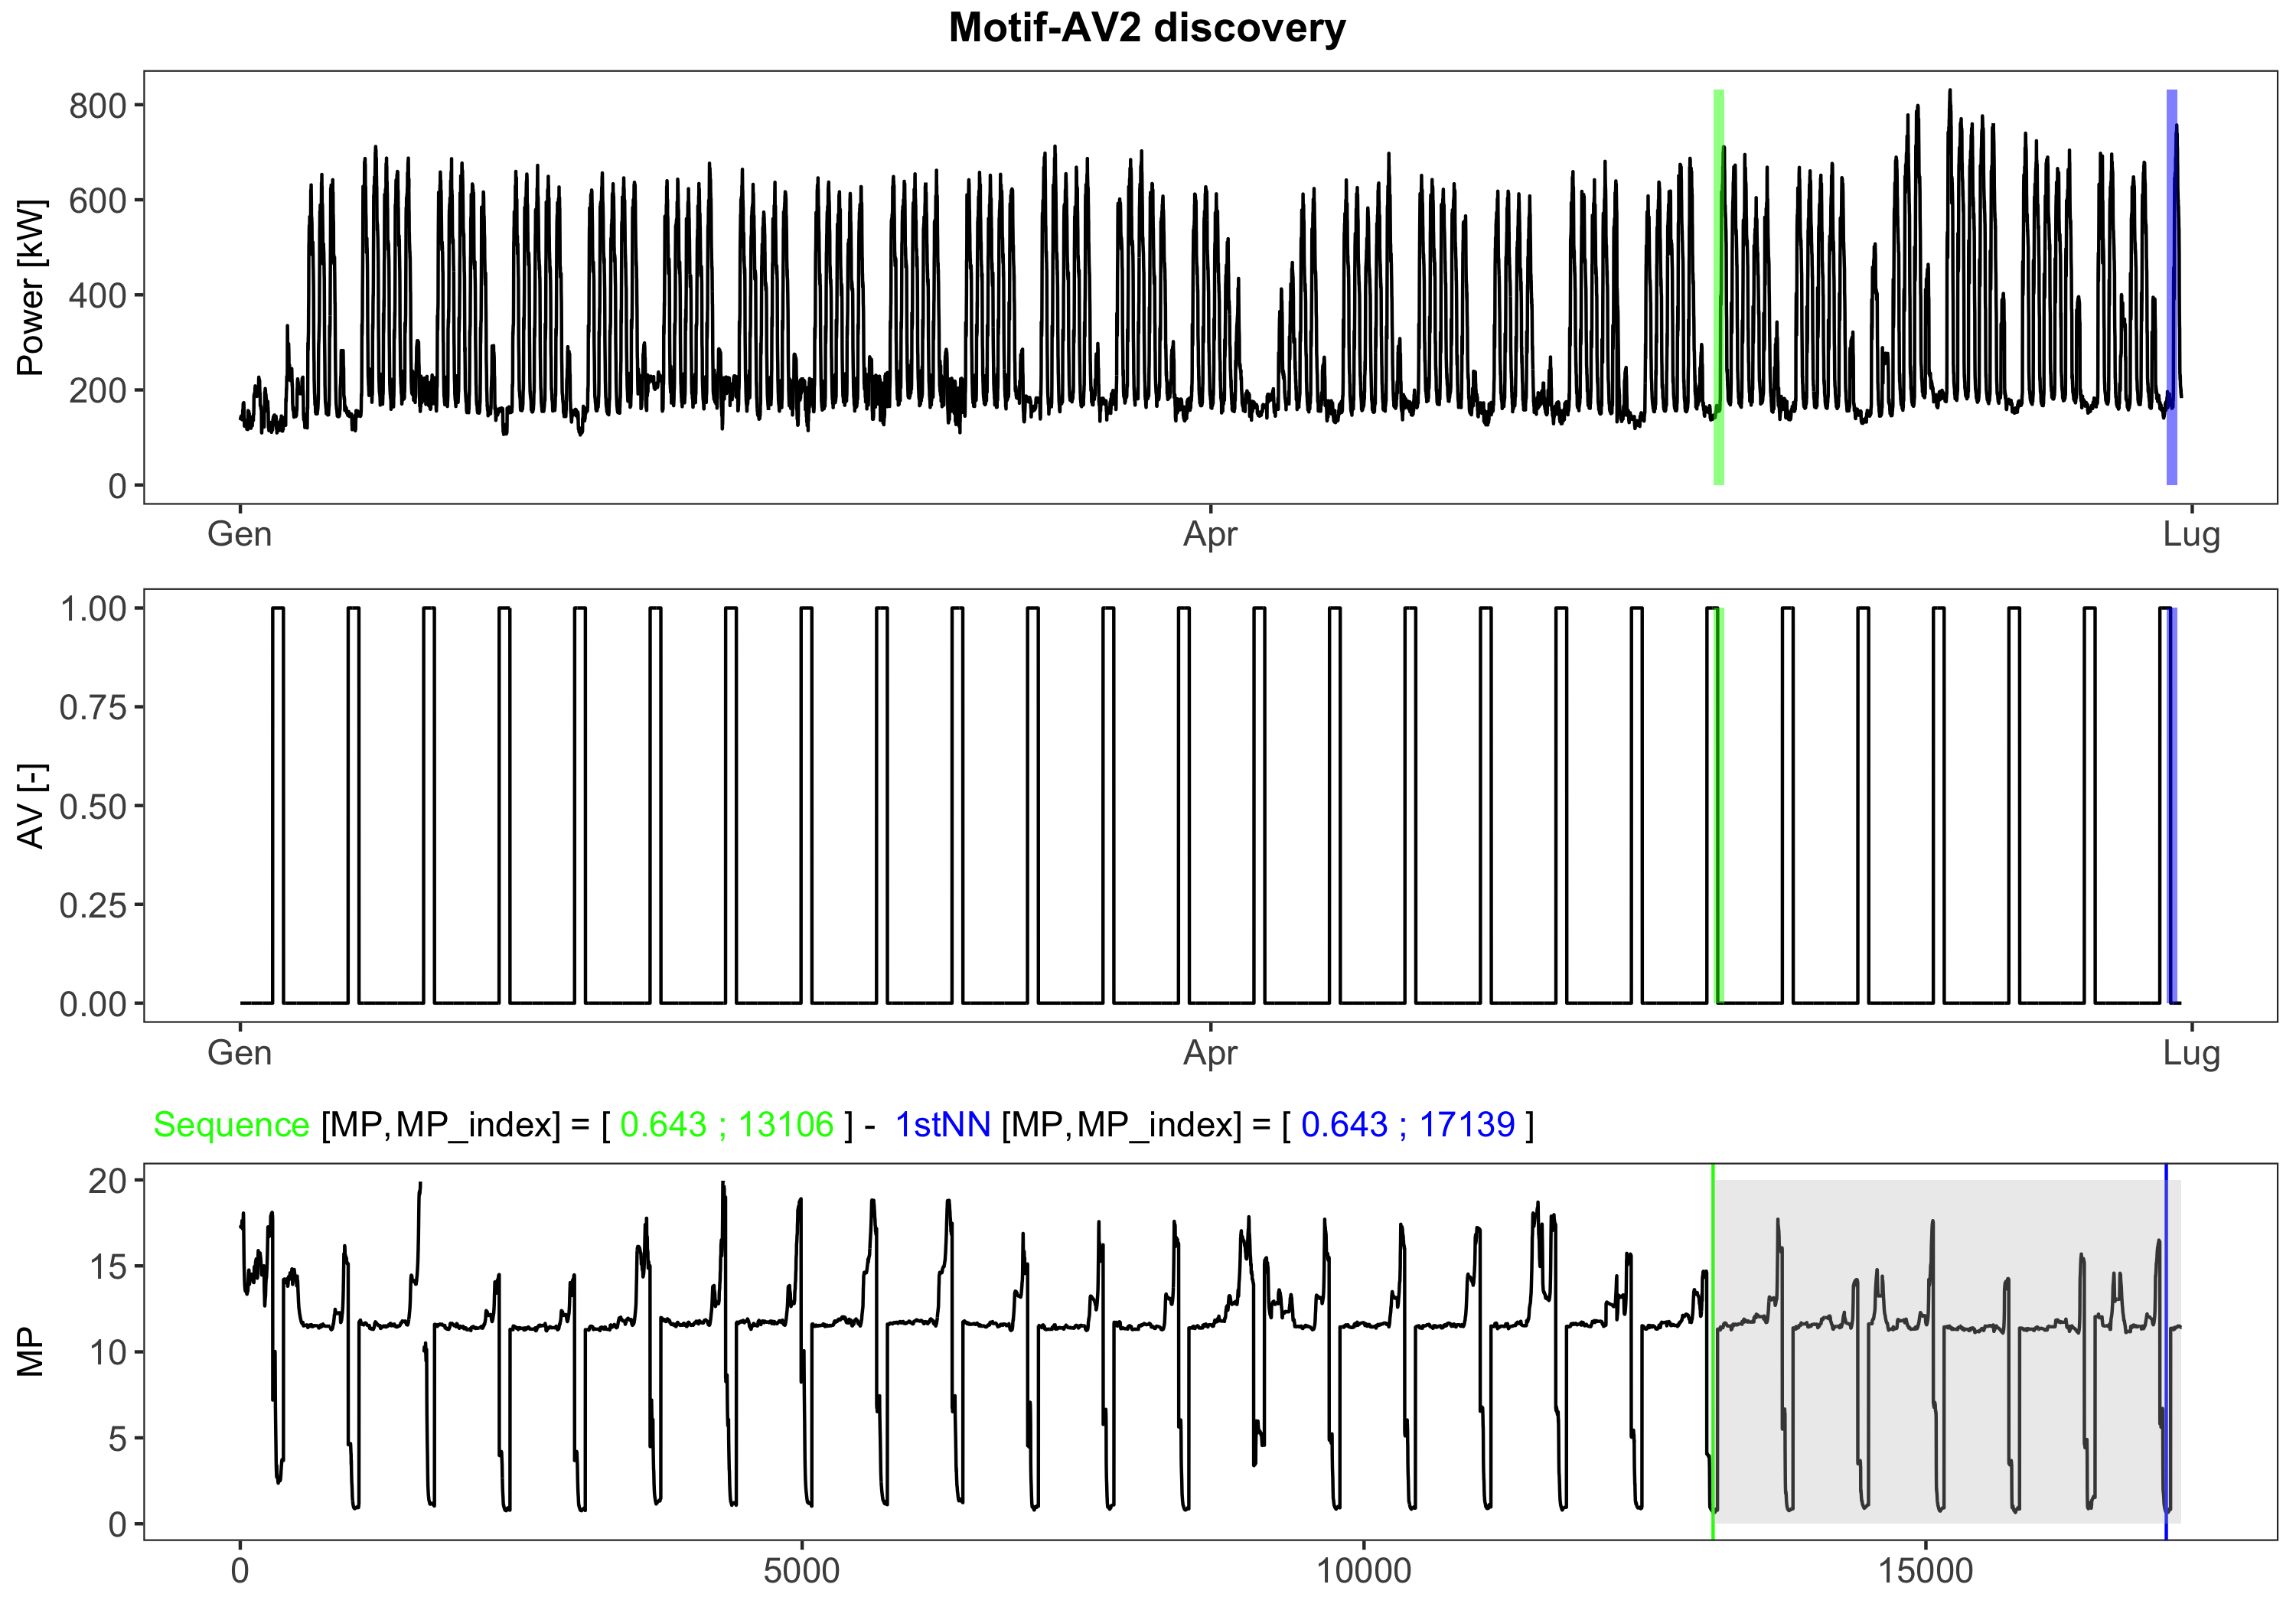 Motif-AV2 discovery
Power [kW]
800
600
400
200
0
Gen Apr Lug
AV [-]
1.00
0.75
0.50
0.25
0.00
Gen Apr Lug
Sequence [MP,MP_index] = [ 0.643 ; 13106 ] - 1stNN [MP,MP_index] = [ 0.643 ; 17139 ]
MP
20
15
10
5
0
0 5000 10000 15000